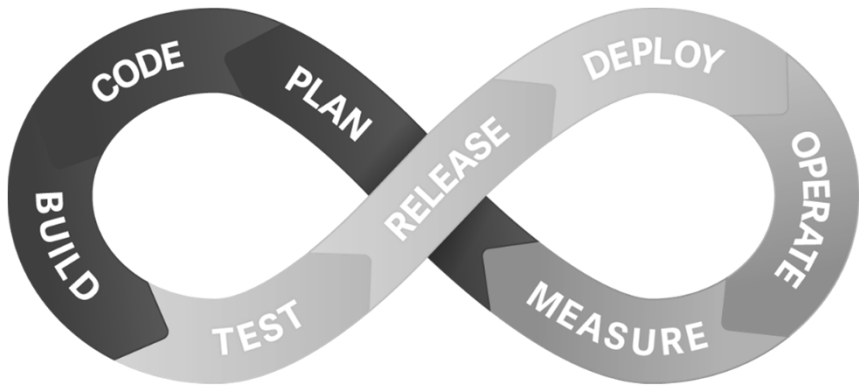 PLAN
CODE
BUILD
TEST
RELEASE
DEPLOY
OPERATE
MEASURE